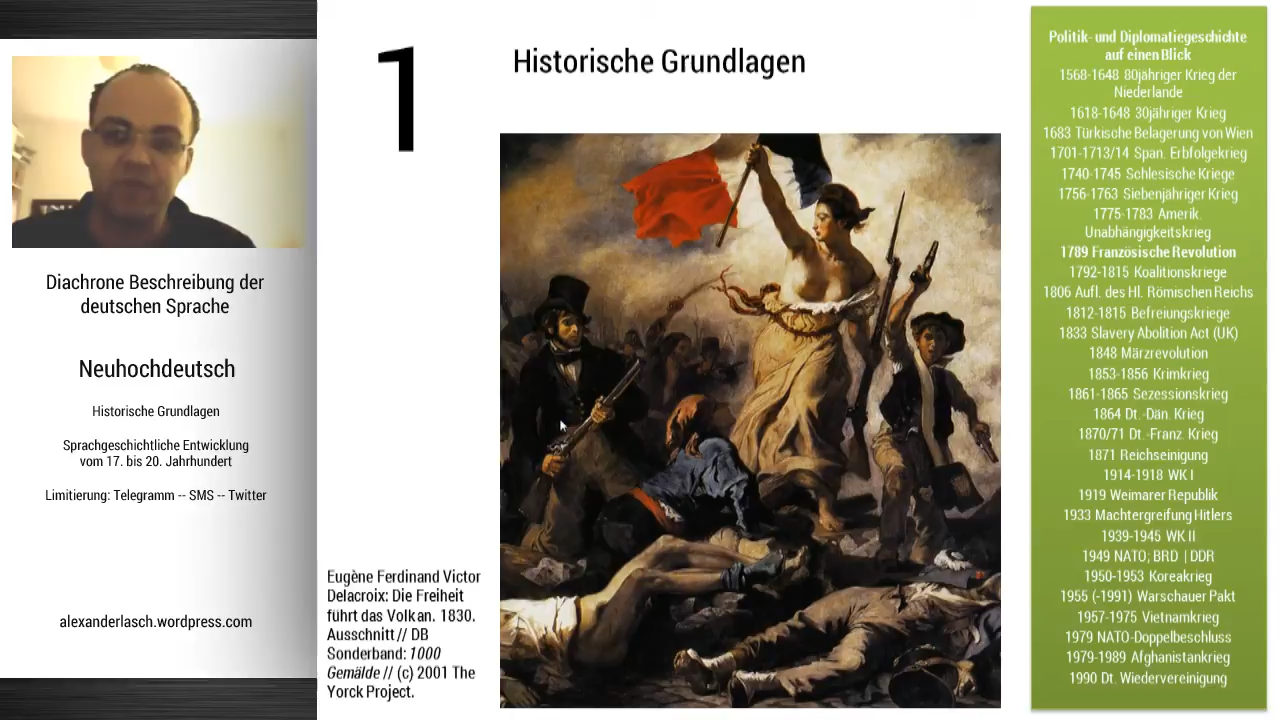 Diachrone Beschreibung der
deutschen Sprache
Neuhochdeutsch
Historische Grundlagen
Sprachgeschichtliche Entwicklung
vom 17. bis 20. Jahrhundert
Limitierung: Telegramm -- SMS -- Twitter
alexanderlasch.wordpress.com
1
Historische Grundlagen
Eugène Ferdinand Victor
Delacroix: Die Freiheit
führt das Volk an. 1830.
Ausschnitt // DB
Sonderband: 1000
Gemälde // (c) 2001 The
Yorck Project.
Politik- und Diplomatiegeschichte
auf einen Blick
1568-1648 80jähriger Krieg der
Niederlande
1618-1648 30jähriger Krieg
1683 Türkische Belagerung von Wien
1701-1713/14 Span. Erbfolgekrieg
1740-1745 Schlesische Kriege
1756-1763 Siebenjähriger Krieg
1775-1783 Amerik.
Unabhängigkeitskrieg
1789 Französische Revolution
1792-1815 Koalitionskriege
1806 Aufl. des Hl. Römischen Reichs
1812-1815 Befreiungskriege
1833 Slavery Abolition Act (UK)
1848 Märzrevolution
1853-1856 Krimkrieg
1861-1865 Sezessionskrieg
1864 Dt.-Dän. Krieg
1870/71 Dt.-Franz. Krieg
1871 Reichseinigung
1914-1918 WK I
1919 Weimarer Republik
1933 Machtergreifung Hitlers
1939-1945 WK II
1949 NATO; BRD | DDR
1950-1953 Koreakrieg
1955 (-1991) Warschauer Pakt
1957-1975 Vietnamkrieg
1979 NATO-Doppelbeschluss
1979-1989 Afghanistankrieg
1990 Dt. Wiedervereinigung